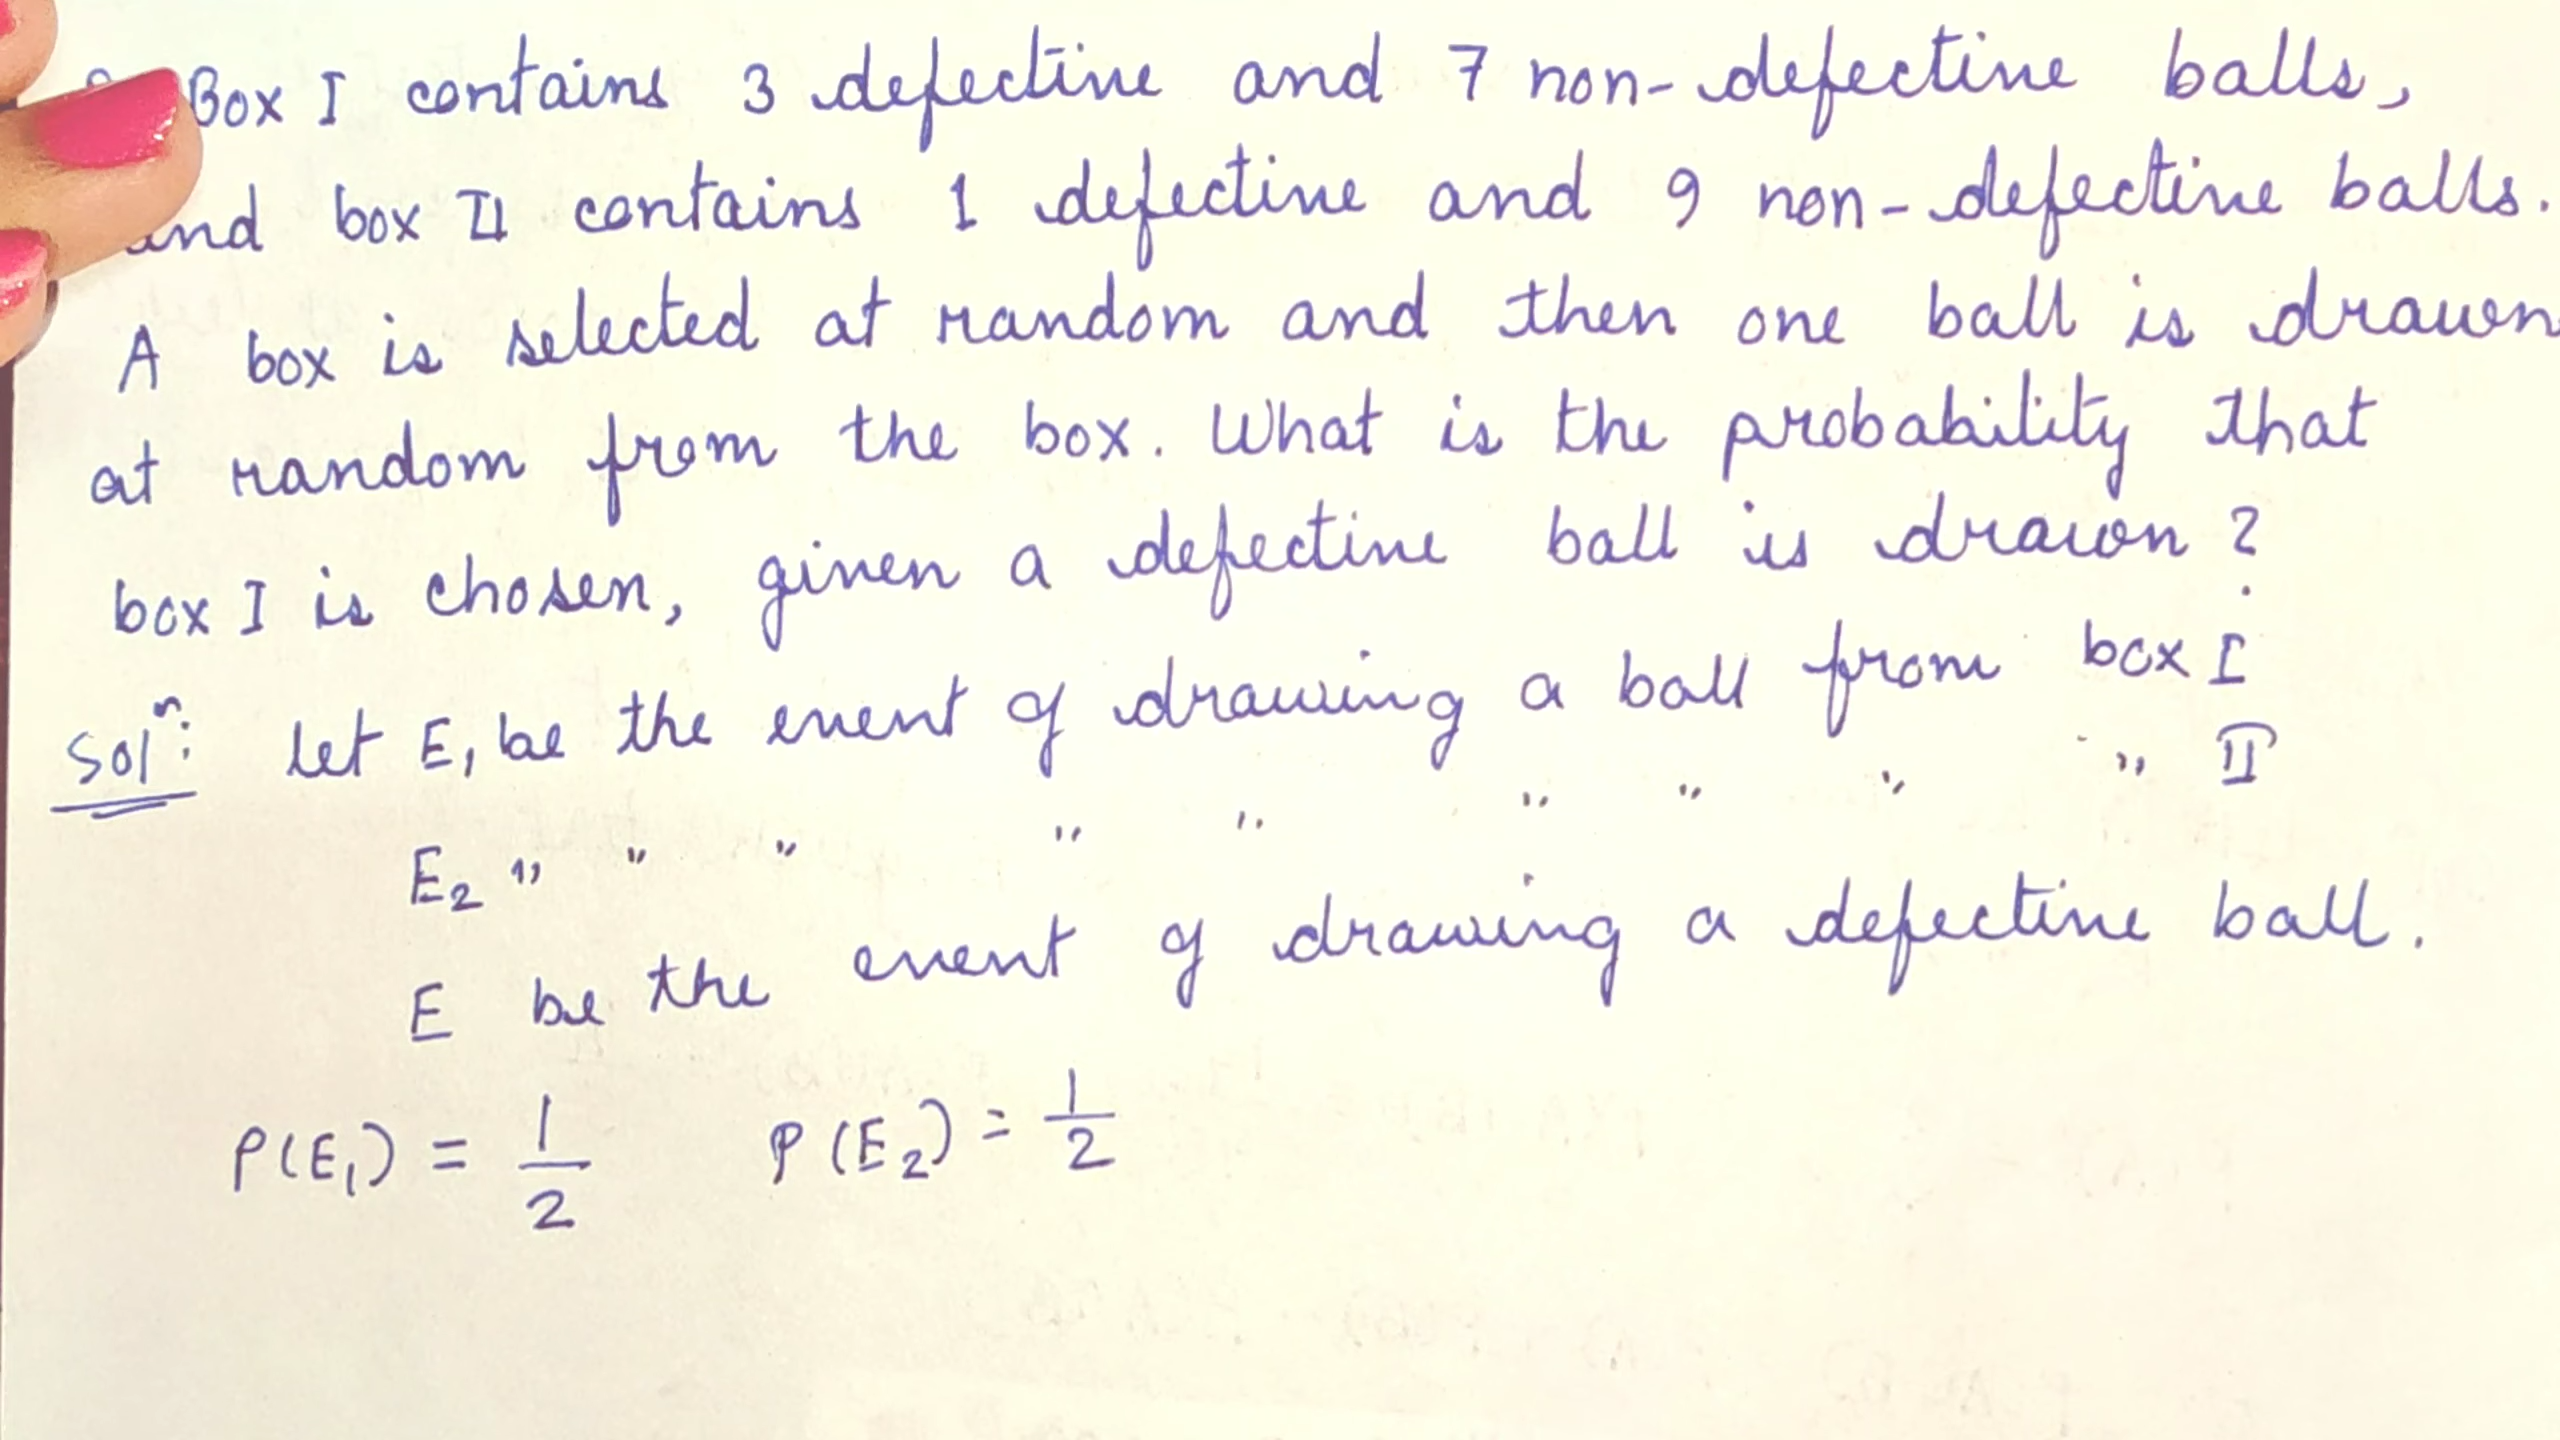 Box I contains 3 defective and 7 non-defective balls,
and box II contains 1 defective and 9 non-defective balls.
A box is selected at random and then one ball is drawn
at random from the box. What is the probability that
box I is chosen, given a defective ball is drawn?
Solⁿ: let E₁ be the event of drawing a ball from box I
E₂ " " " " " " " " " II
E be the event of drawing a defective ball.
P(E₁) = 1/2 P(E₂) = 1/2